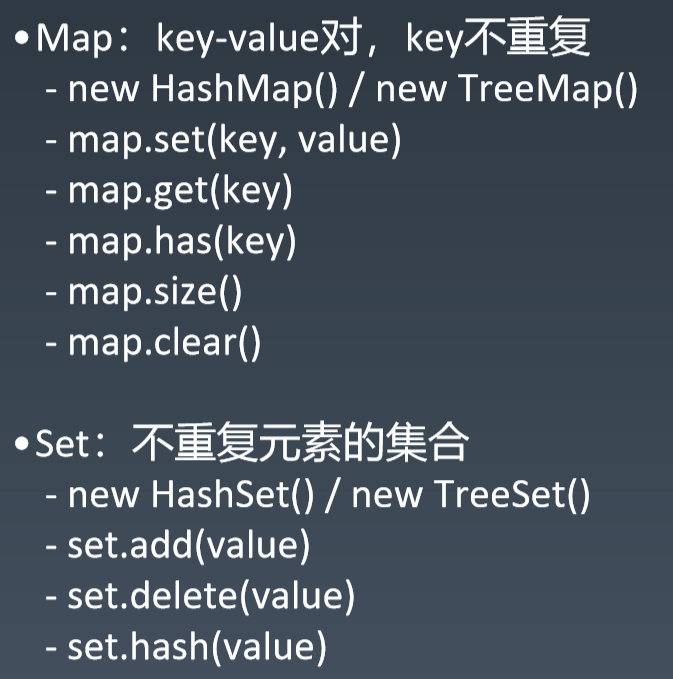 •Map：key-value对，key不重复
- new HashMap() / new TreeMap()
- map.set(key, value)
- map.get(key)
- map.has(key)
- map.size()
- map.clear()
•Set：不重复元素的集合
- new HashSet() / new TreeSet()
- set.add(value)
- set.delete(value)
- set.hash(value)